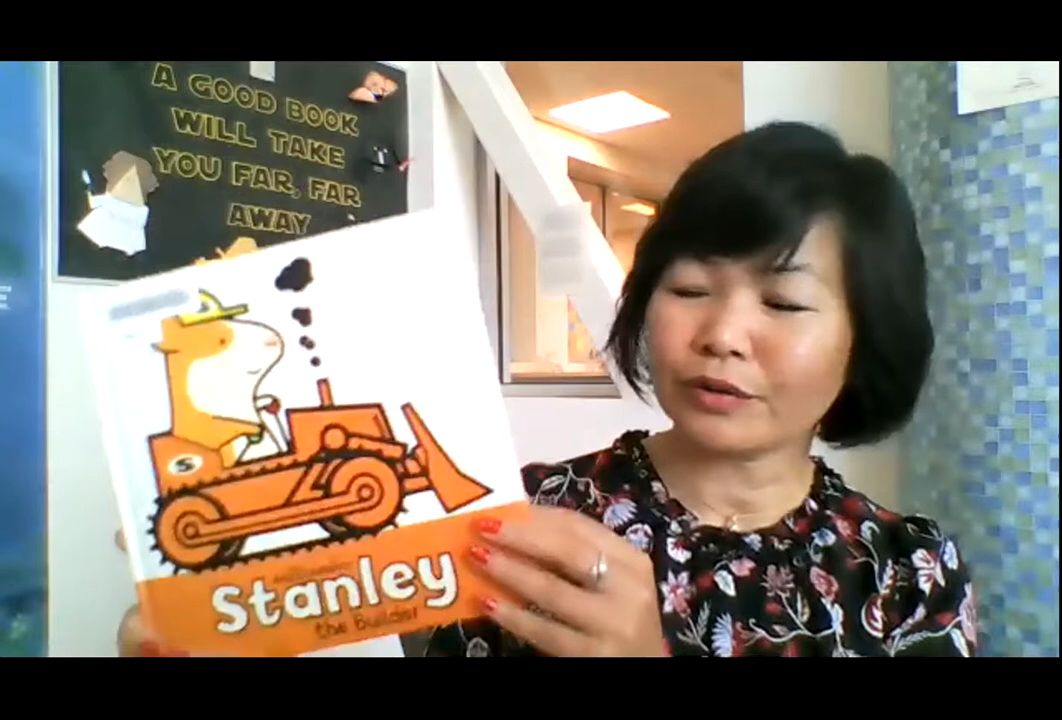 A GOOD BOOK
WILL TAKE
YOU FAR, FAR
AWAY
S
Stanley
the Builder